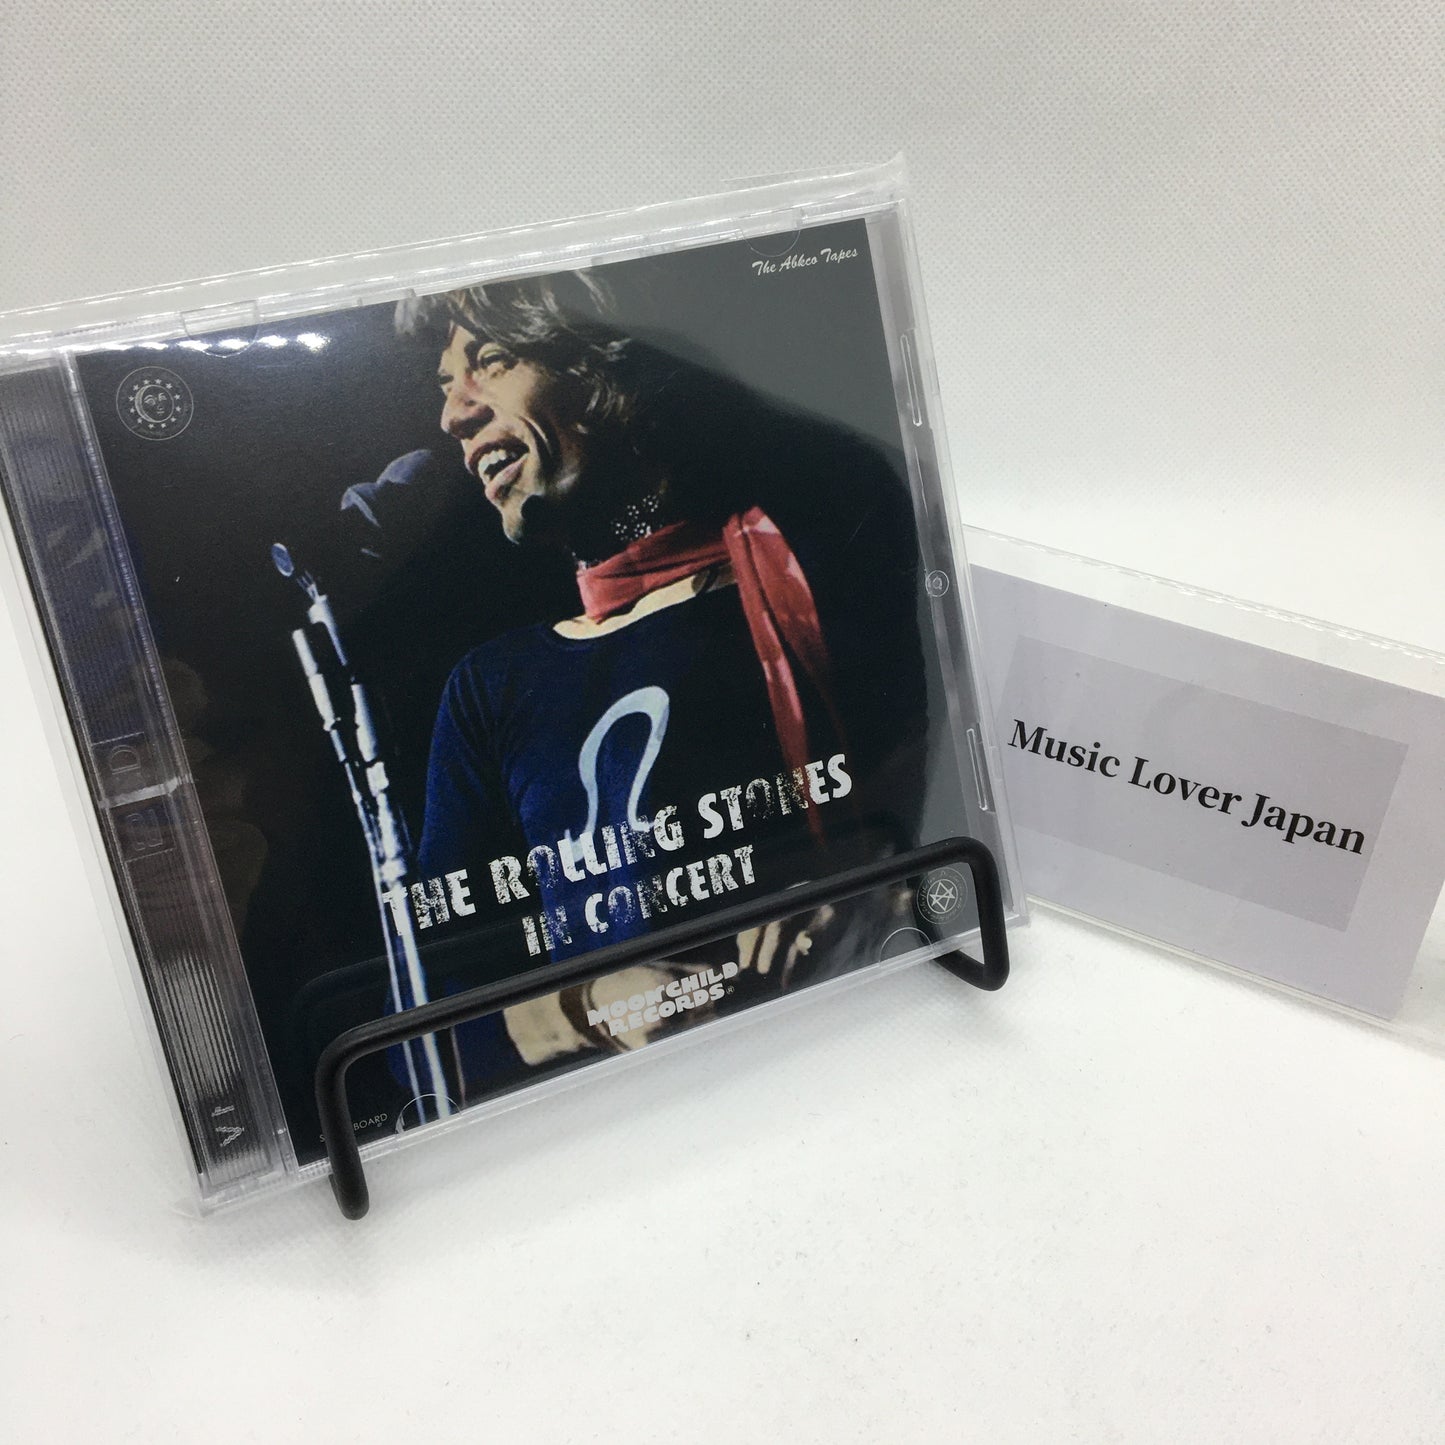 The Abkco Tapes
THE ROLLING STONES
IN CONCERT
MOONCHILD
RECORDS®
Music Lover Japan